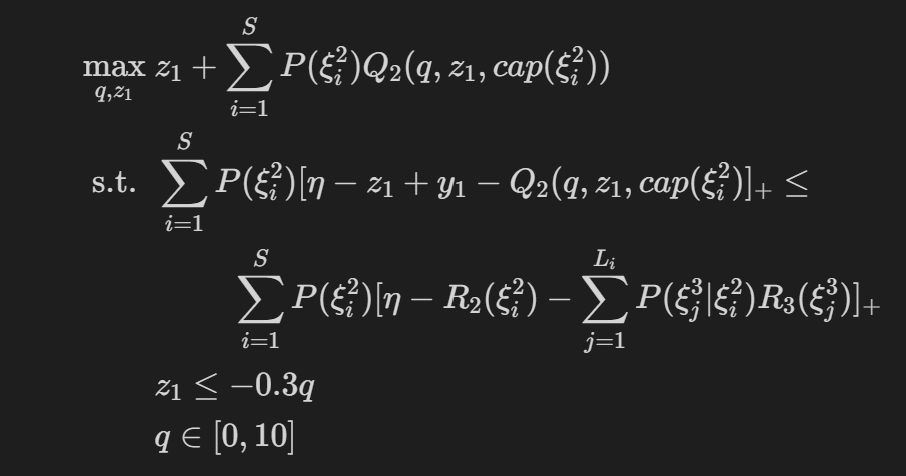 max_{q,z_1} z_1 + \sum_{i=1}^{S} P(\xi_i^2) Q_2(q, z_1, cap(\xi_i^2))
s.t. \sum_{i=1}^{S} P(\xi_i^2)[\eta - z_1 + y_1 - Q_2(q, z_1, cap(\xi_i^2)]_+ \leq
\sum_{i=1}^{S} P(\xi_i^2)[\eta - R_2(\xi_i^2) - \sum_{j=1}^{L_i} P(\xi_j^3|\xi_i^2) R_3(\xi_j^3)]_+
z_1 \leq -0.3q
q \in [0, 10]